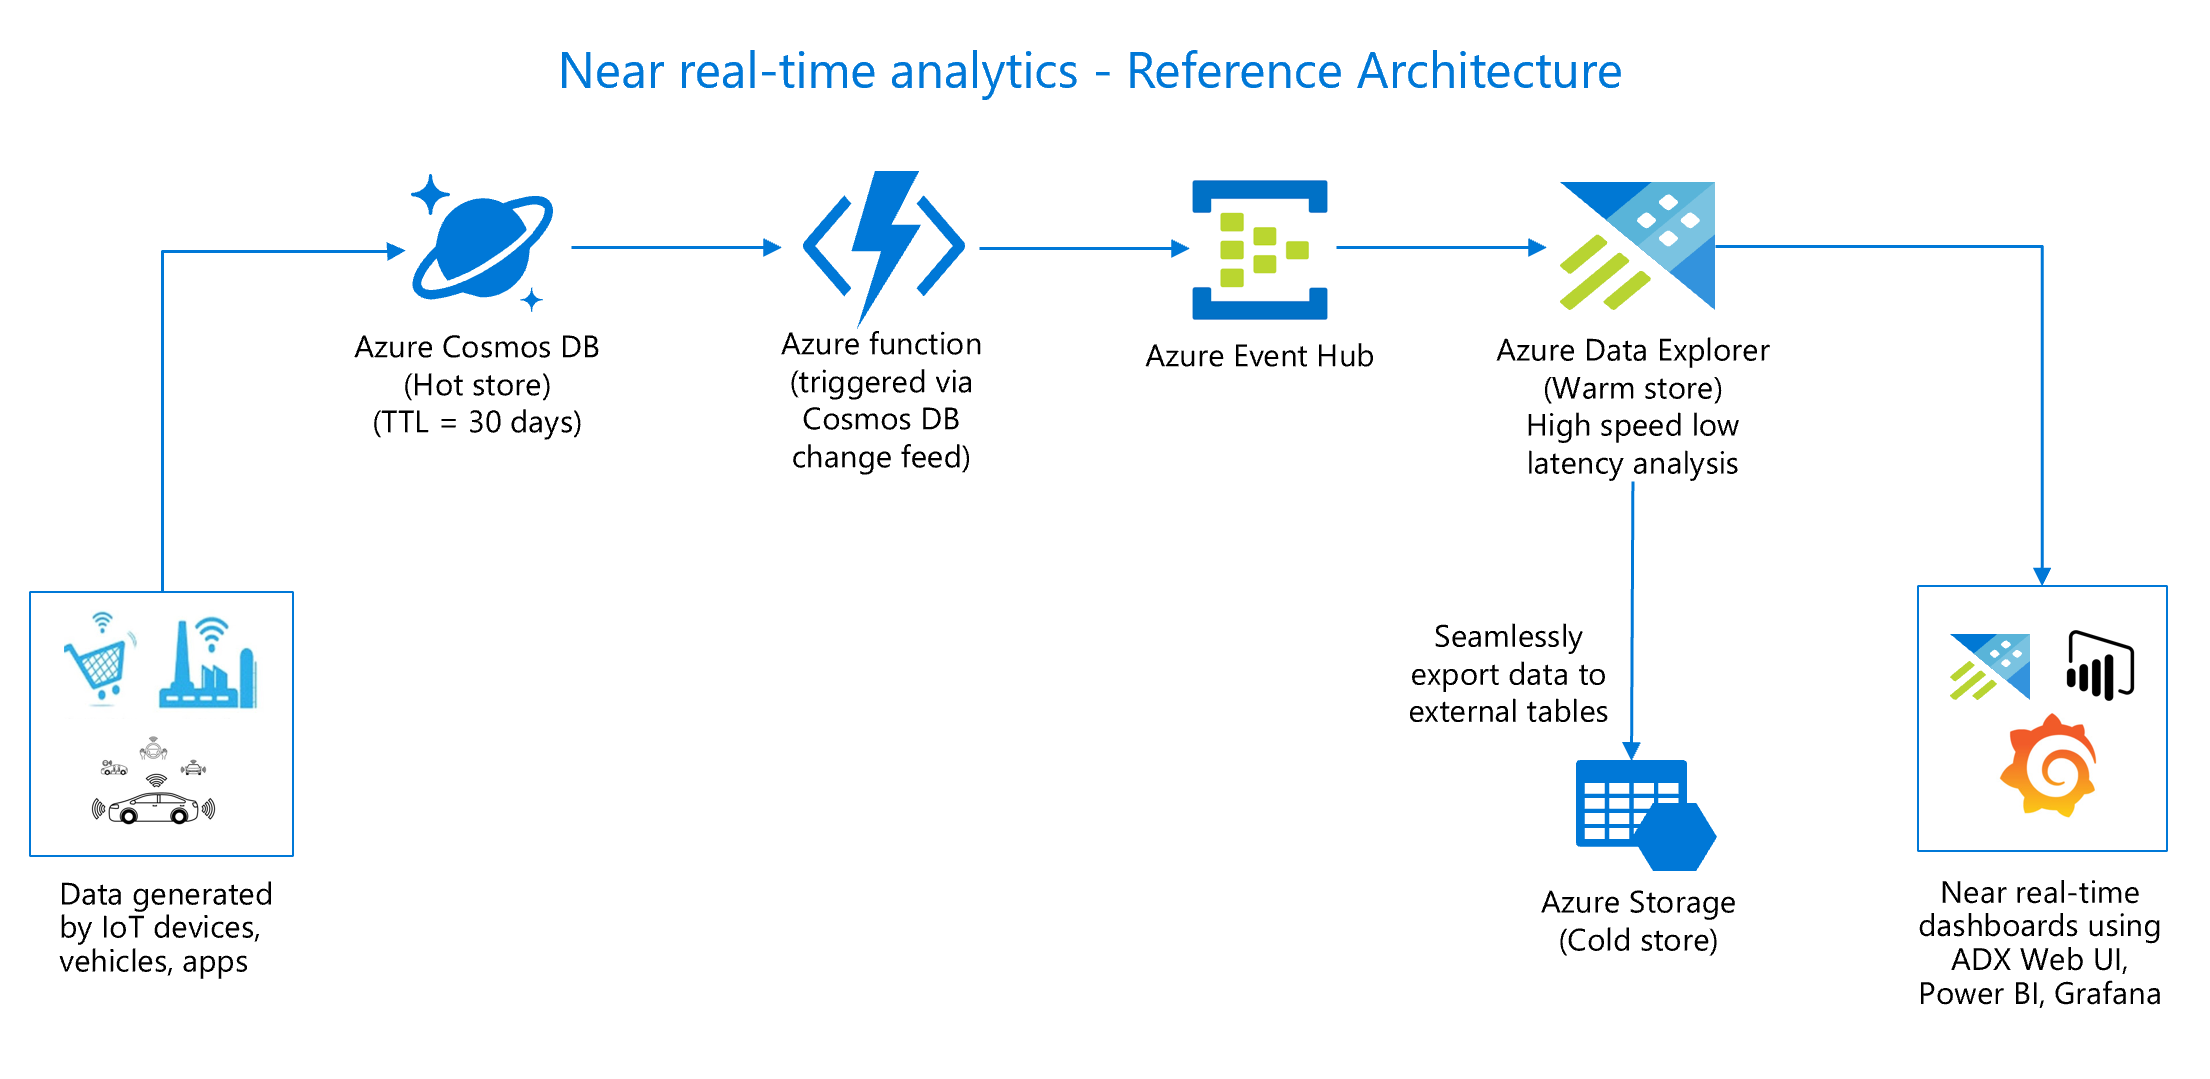 Near real-time analytics - Reference Architecture
Azure Cosmos DB
(Hot store)
(TTL = 30 days)
Azure function
(triggered via
Cosmos DB
change feed)
Azure Event Hub
Azure Data Explorer
(Warm store)
High speed low
latency analysis
Seamlessly
export data to
external tables
Data generated
by IoT devices,
vehicles, apps
Azure Storage
(Cold store)
Near real-time
dashboards using
ADX Web UI,
Power BI, Grafana